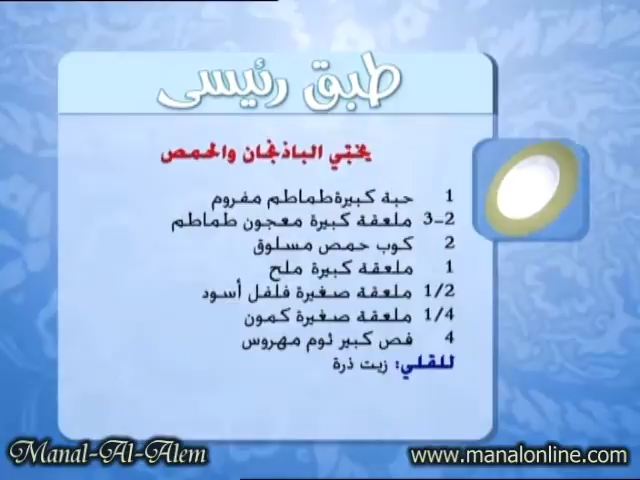 طبق رئيسى
يخني الباذنجان والحمص
1 حبة كبيرة طماطم مفروم
2-3 ملعقة كبيرة معجون طماطم
2 كوب حمص مسلوق
1 ملعقة كبيرة ملح
1/2 ملعقة صغيرة فلفل أسود
1/4 ملعقة صغيرة كمون
4 فص كبير ثوم مهروس
للقلي: زيت ذرة
Manal-Al-Alem
www.manalonline.com